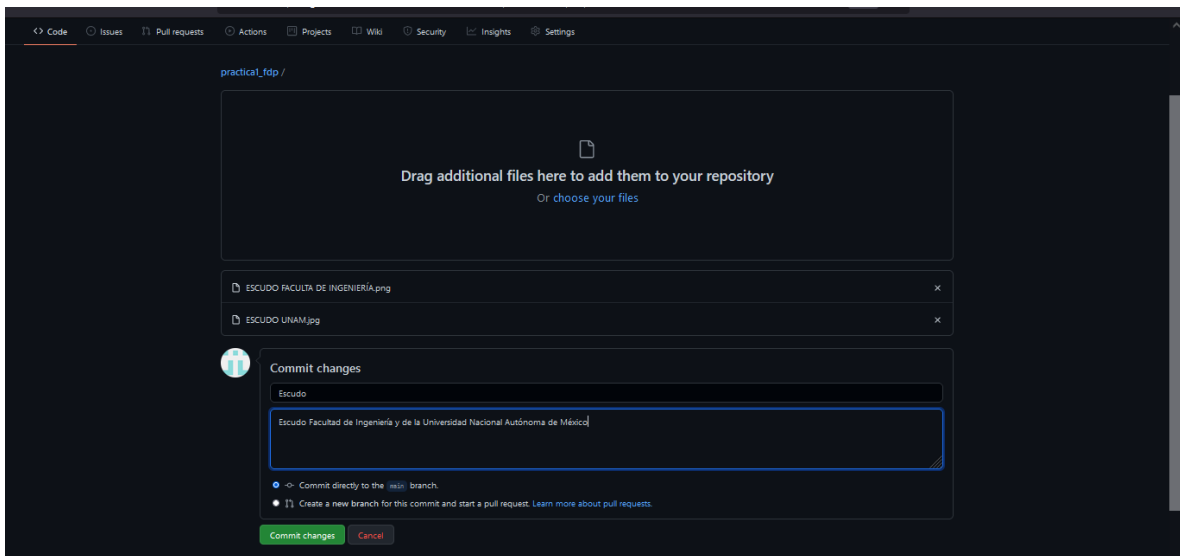 Code Issues Pull requests Actions Projects Wiki Security Insights Settings
practica1_fdp /
Drag additional files here to add them to your repository
Or choose your files
ESCUDO FACULTA DE INGENIERÍA.png
ESCUDO UNAM.jpg
Commit changes
Escudo
Escudo Facultad de Ingeniería y de la Universidad Nacional Autónoma de México
Commit directly to the main branch.
Create a new branch for this commit and start a pull request. Learn more about pull requests.
Commit changes Cancel